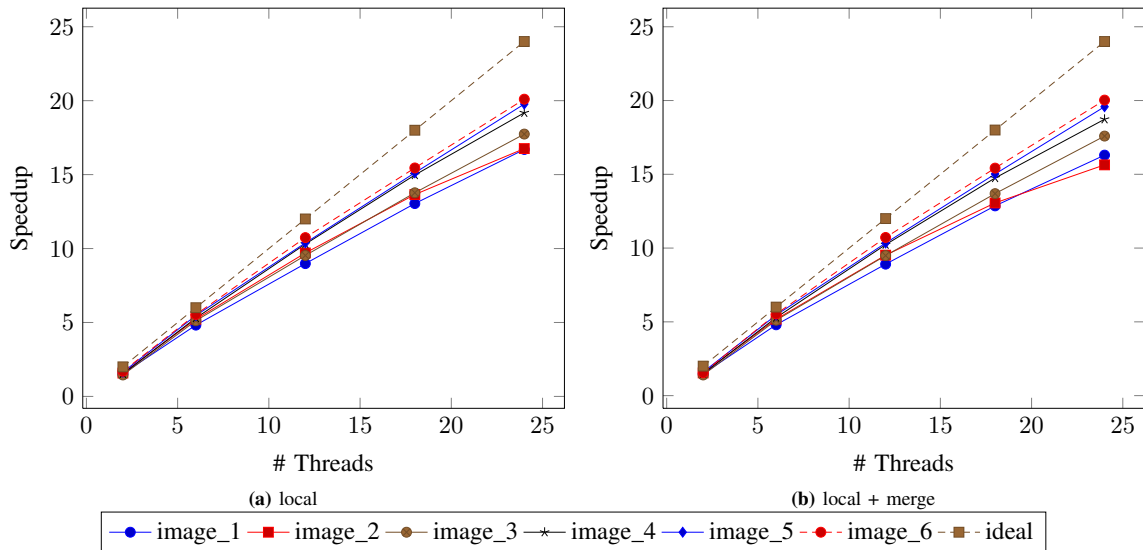 25
20
15
10
5
0
Speedup
0 5 10 15 20 25
# Threads
(a) local
25
20
15
10
5
0
Speedup
0 5 10 15 20 25
# Threads
(b) local + merge
image_1 image_2 image_3 image_4 image_5 image_6 ideal